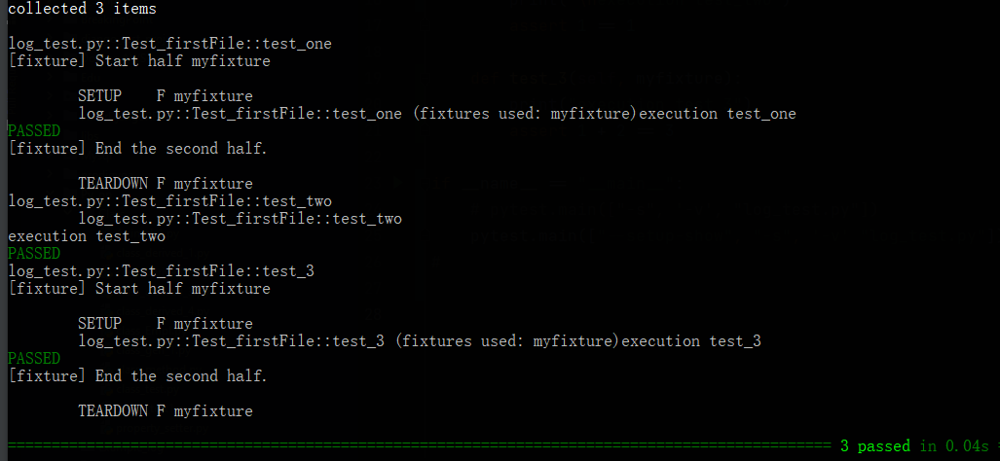 collected 3 items
log_test.py::Test_firstFile::test_one
[fixture] Start half myfixture
SETUP    F myfixture
log_test.py::Test_firstFile::test_one (fixtures used: myfixture)execution test_one
PASSED
[fixture] End the second half.
TEARDOWN F myfixture
log_test.py::Test_firstFile::test_two
log_test.py::Test_firstFile::test_two
execution test_two
PASSED
log_test.py::Test_firstFile::test_3
[fixture] Start half myfixture
SETUP    F myfixture
log_test.py::Test_firstFile::test_3 (fixtures used: myfixture)execution test_3
PASSED
[fixture] End the second half.
TEARDOWN F myfixture
3 passed in 0.04s